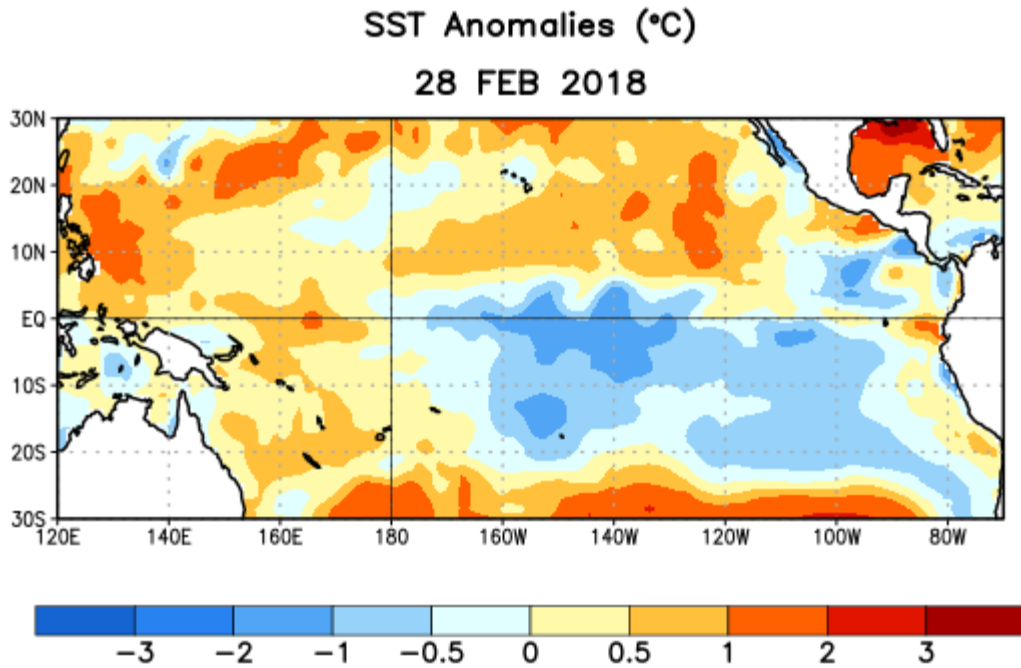 SST Anomalies (°C)
28 FEB 2018
30N
20N
10N
EQ
10S
20S
30S
120E 140E 160E 180 160W 140W 120W 100W 80W
-3 -2 -1 -0.5 0 0.5 1 2 3